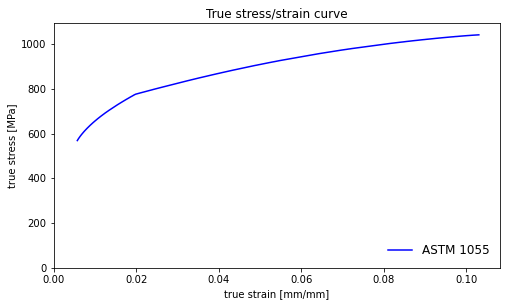 True stress/strain curve
true stress [MPa]
1000
800
600
400
200
0
ASTM 1055
0.00 0.02 0.04 0.06 0.08 0.10
true strain [mm/mm]